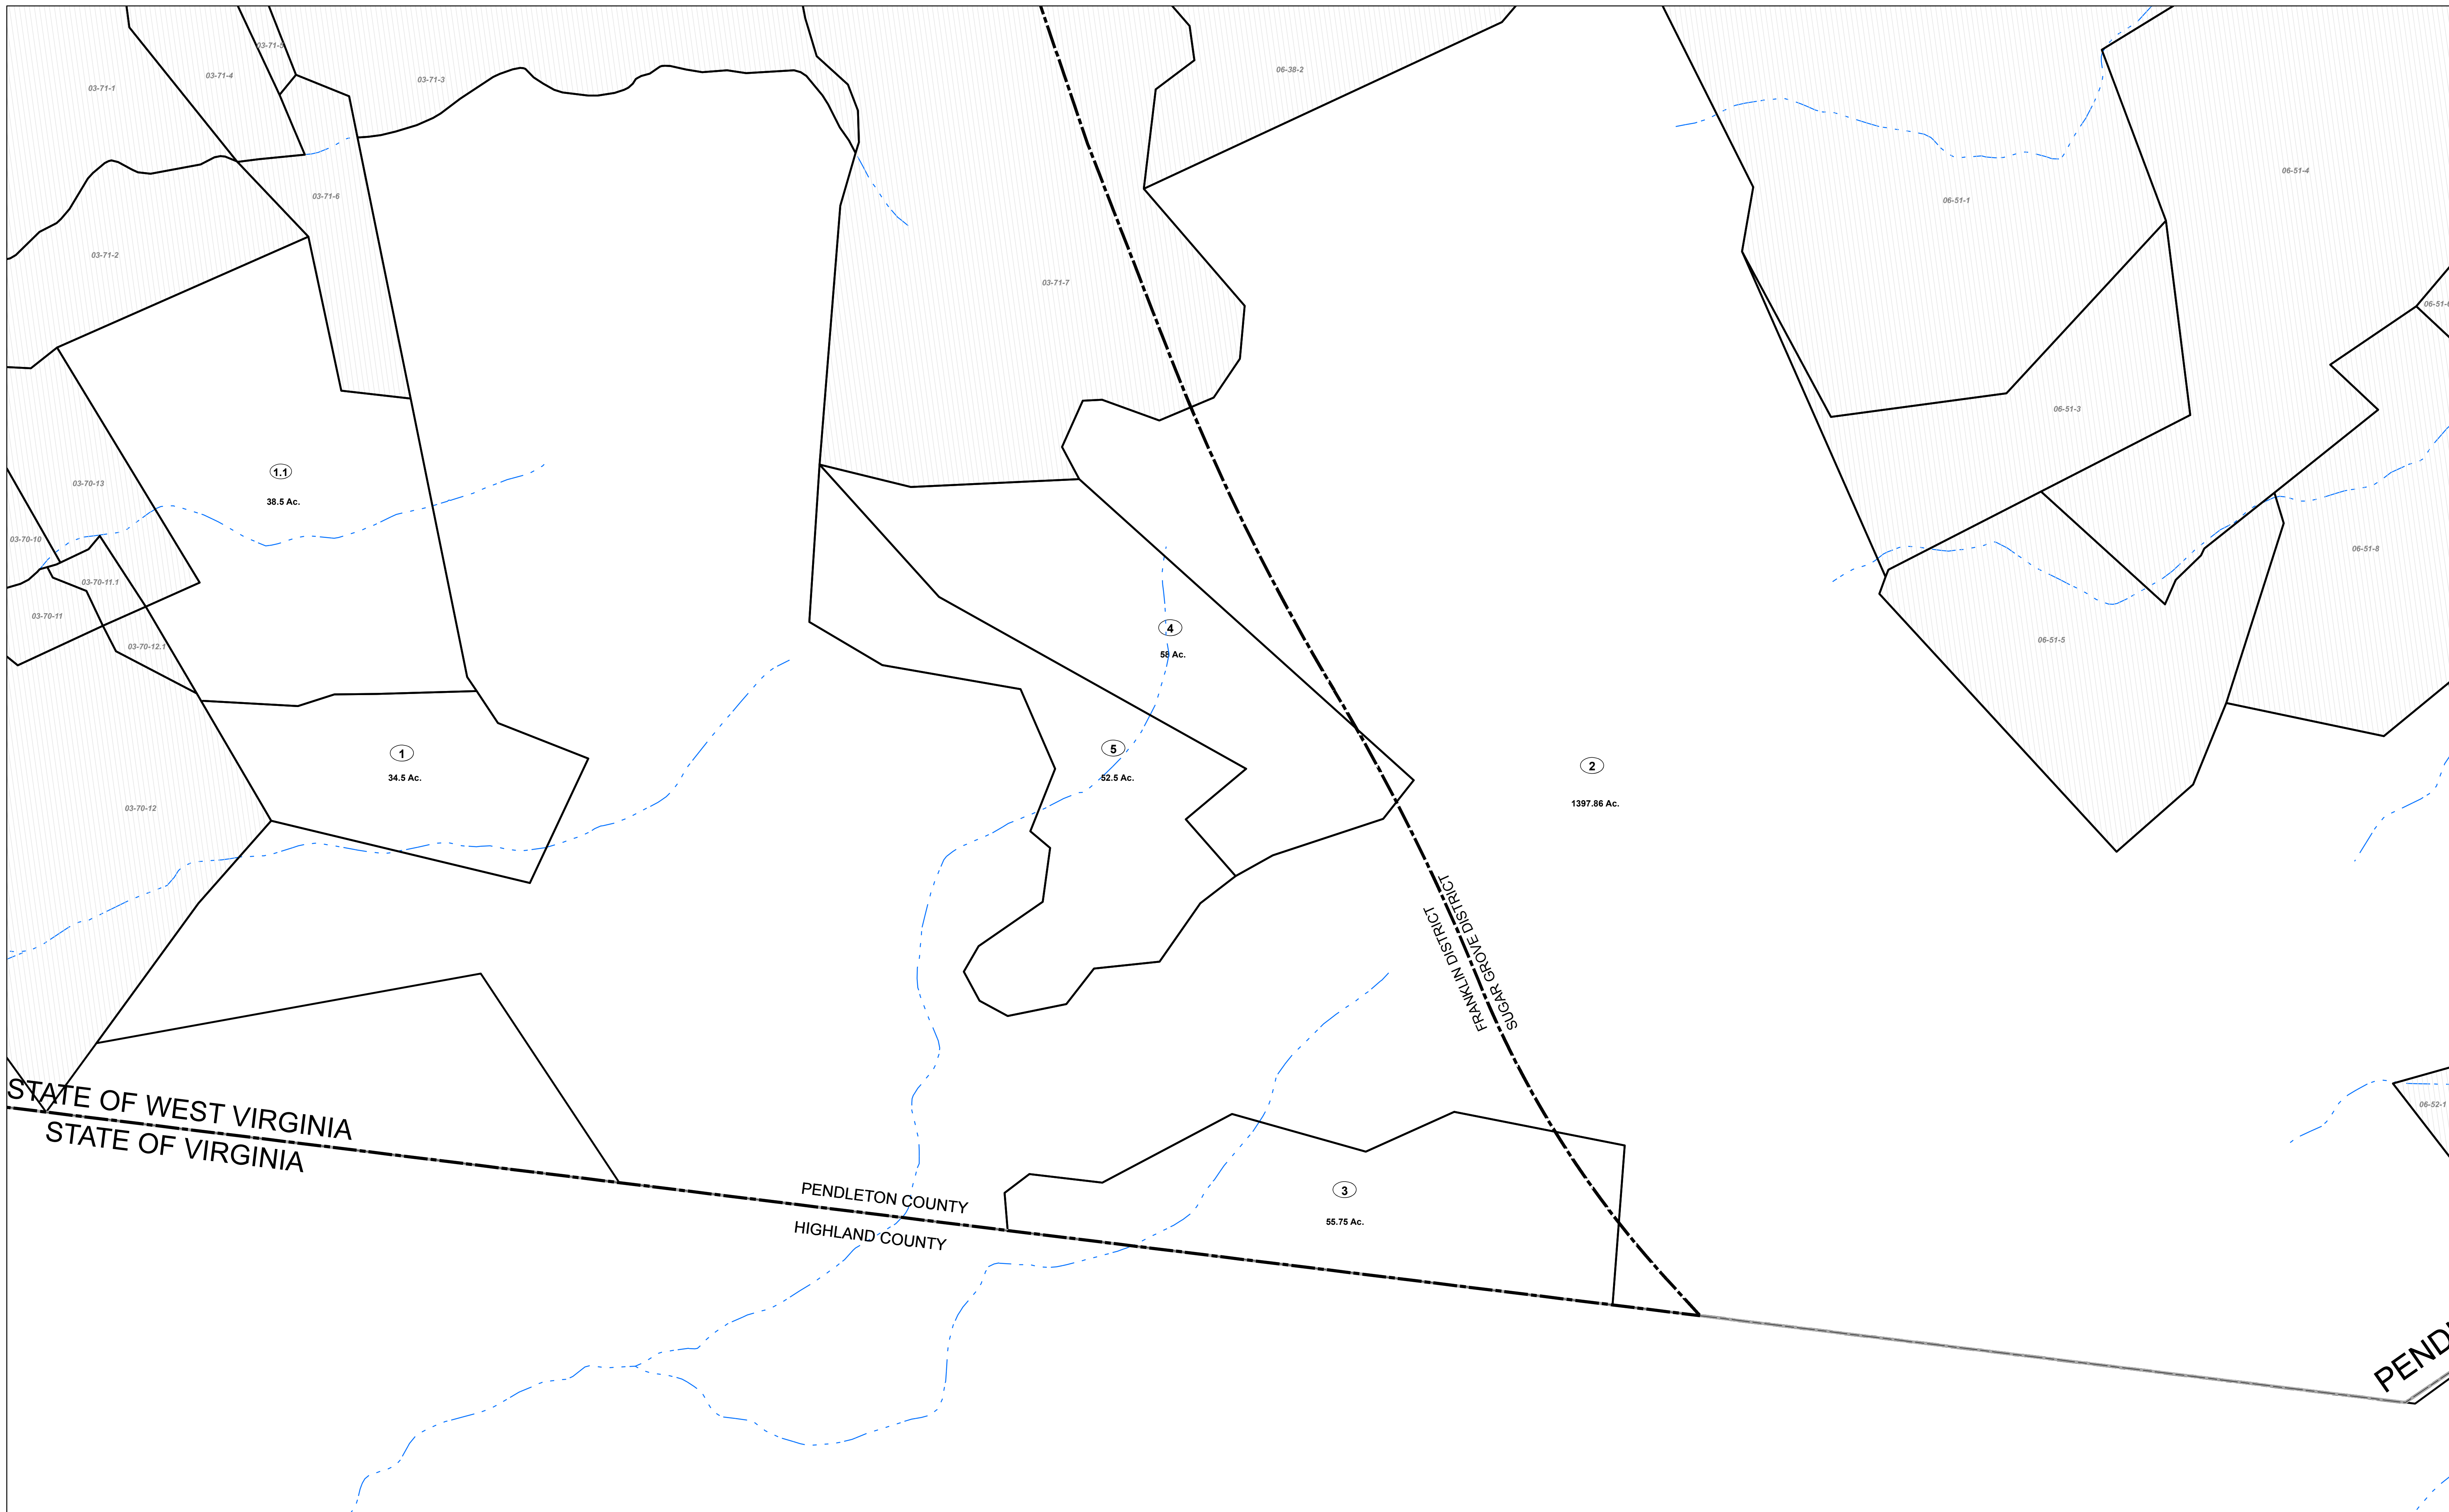 03-71-5
03-71-4
03-71-1
03-71-3
06-38-2
06-51-4
03-71-6
06-51-1
03-71-2
03-71-7
06-51-3
1.1
38.5 Ac.
03-70-13
03-70-10
06-51-8
03-70-11.1
03-70-11
03-70-12.1
4
58 Ac.
06-51-5
1
34.5 Ac.
5
52.5 Ac.
2
1397.86 Ac.
03-70-12
FRANKLIN DISTRICT
SUGAR GROVE DISTRICT
STATE OF WEST VIRGINIA
STATE OF VIRGINIA
06-52-1
PENDLETON COUNTY
HIGHLAND COUNTY
3
55.75 Ac.